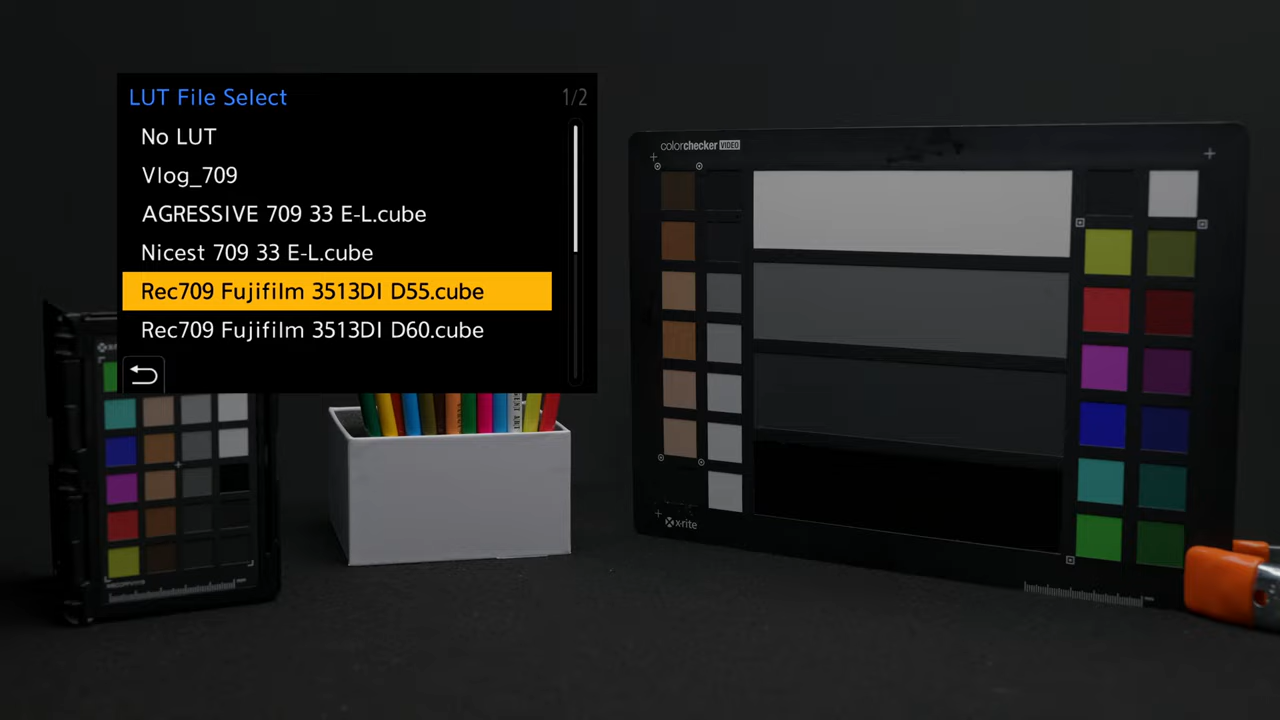 LUT File Select
1/2
No LUT
Vlog_709
AGRESSIVE 709 33 E-L.cube
Nicest 709 33 E-L.cube
Rec709 Fujifilm 3513DI D55.cube
Rec709 Fujifilm 3513DI D60.cube
colorchecker VIDEO
x-rite